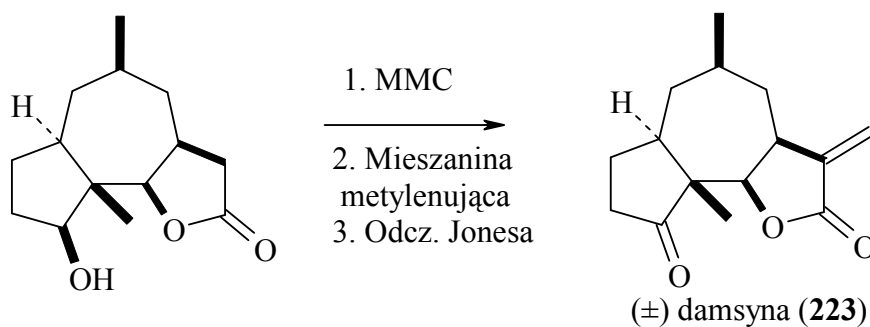 1. MMC
2. Mieszanina
metylenująca
3. Odcz. Jonesa
H
O
O
OH
H
O
O
O
(±) damsyna (223)